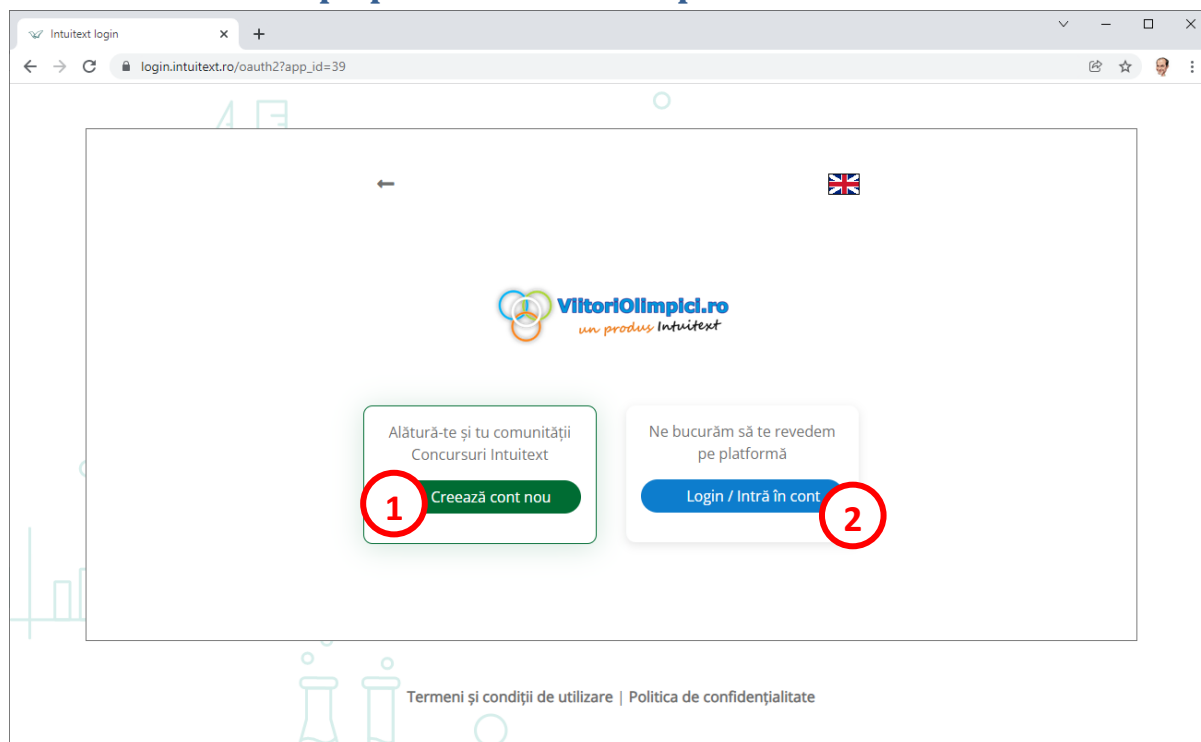 Intuitext login
login.intuitext.ro/oauth2?app_id=39
ViitoriOlimpici.ro
un produs Intuitext
Alătură-te și tu comunității
Concursuri Intuitext
Creează cont nou
1
Ne bucurăm să te revedem
pe platformă
Login / Intră în cont
2
Termeni și condiții de utilizare | Politica de confidențialitate